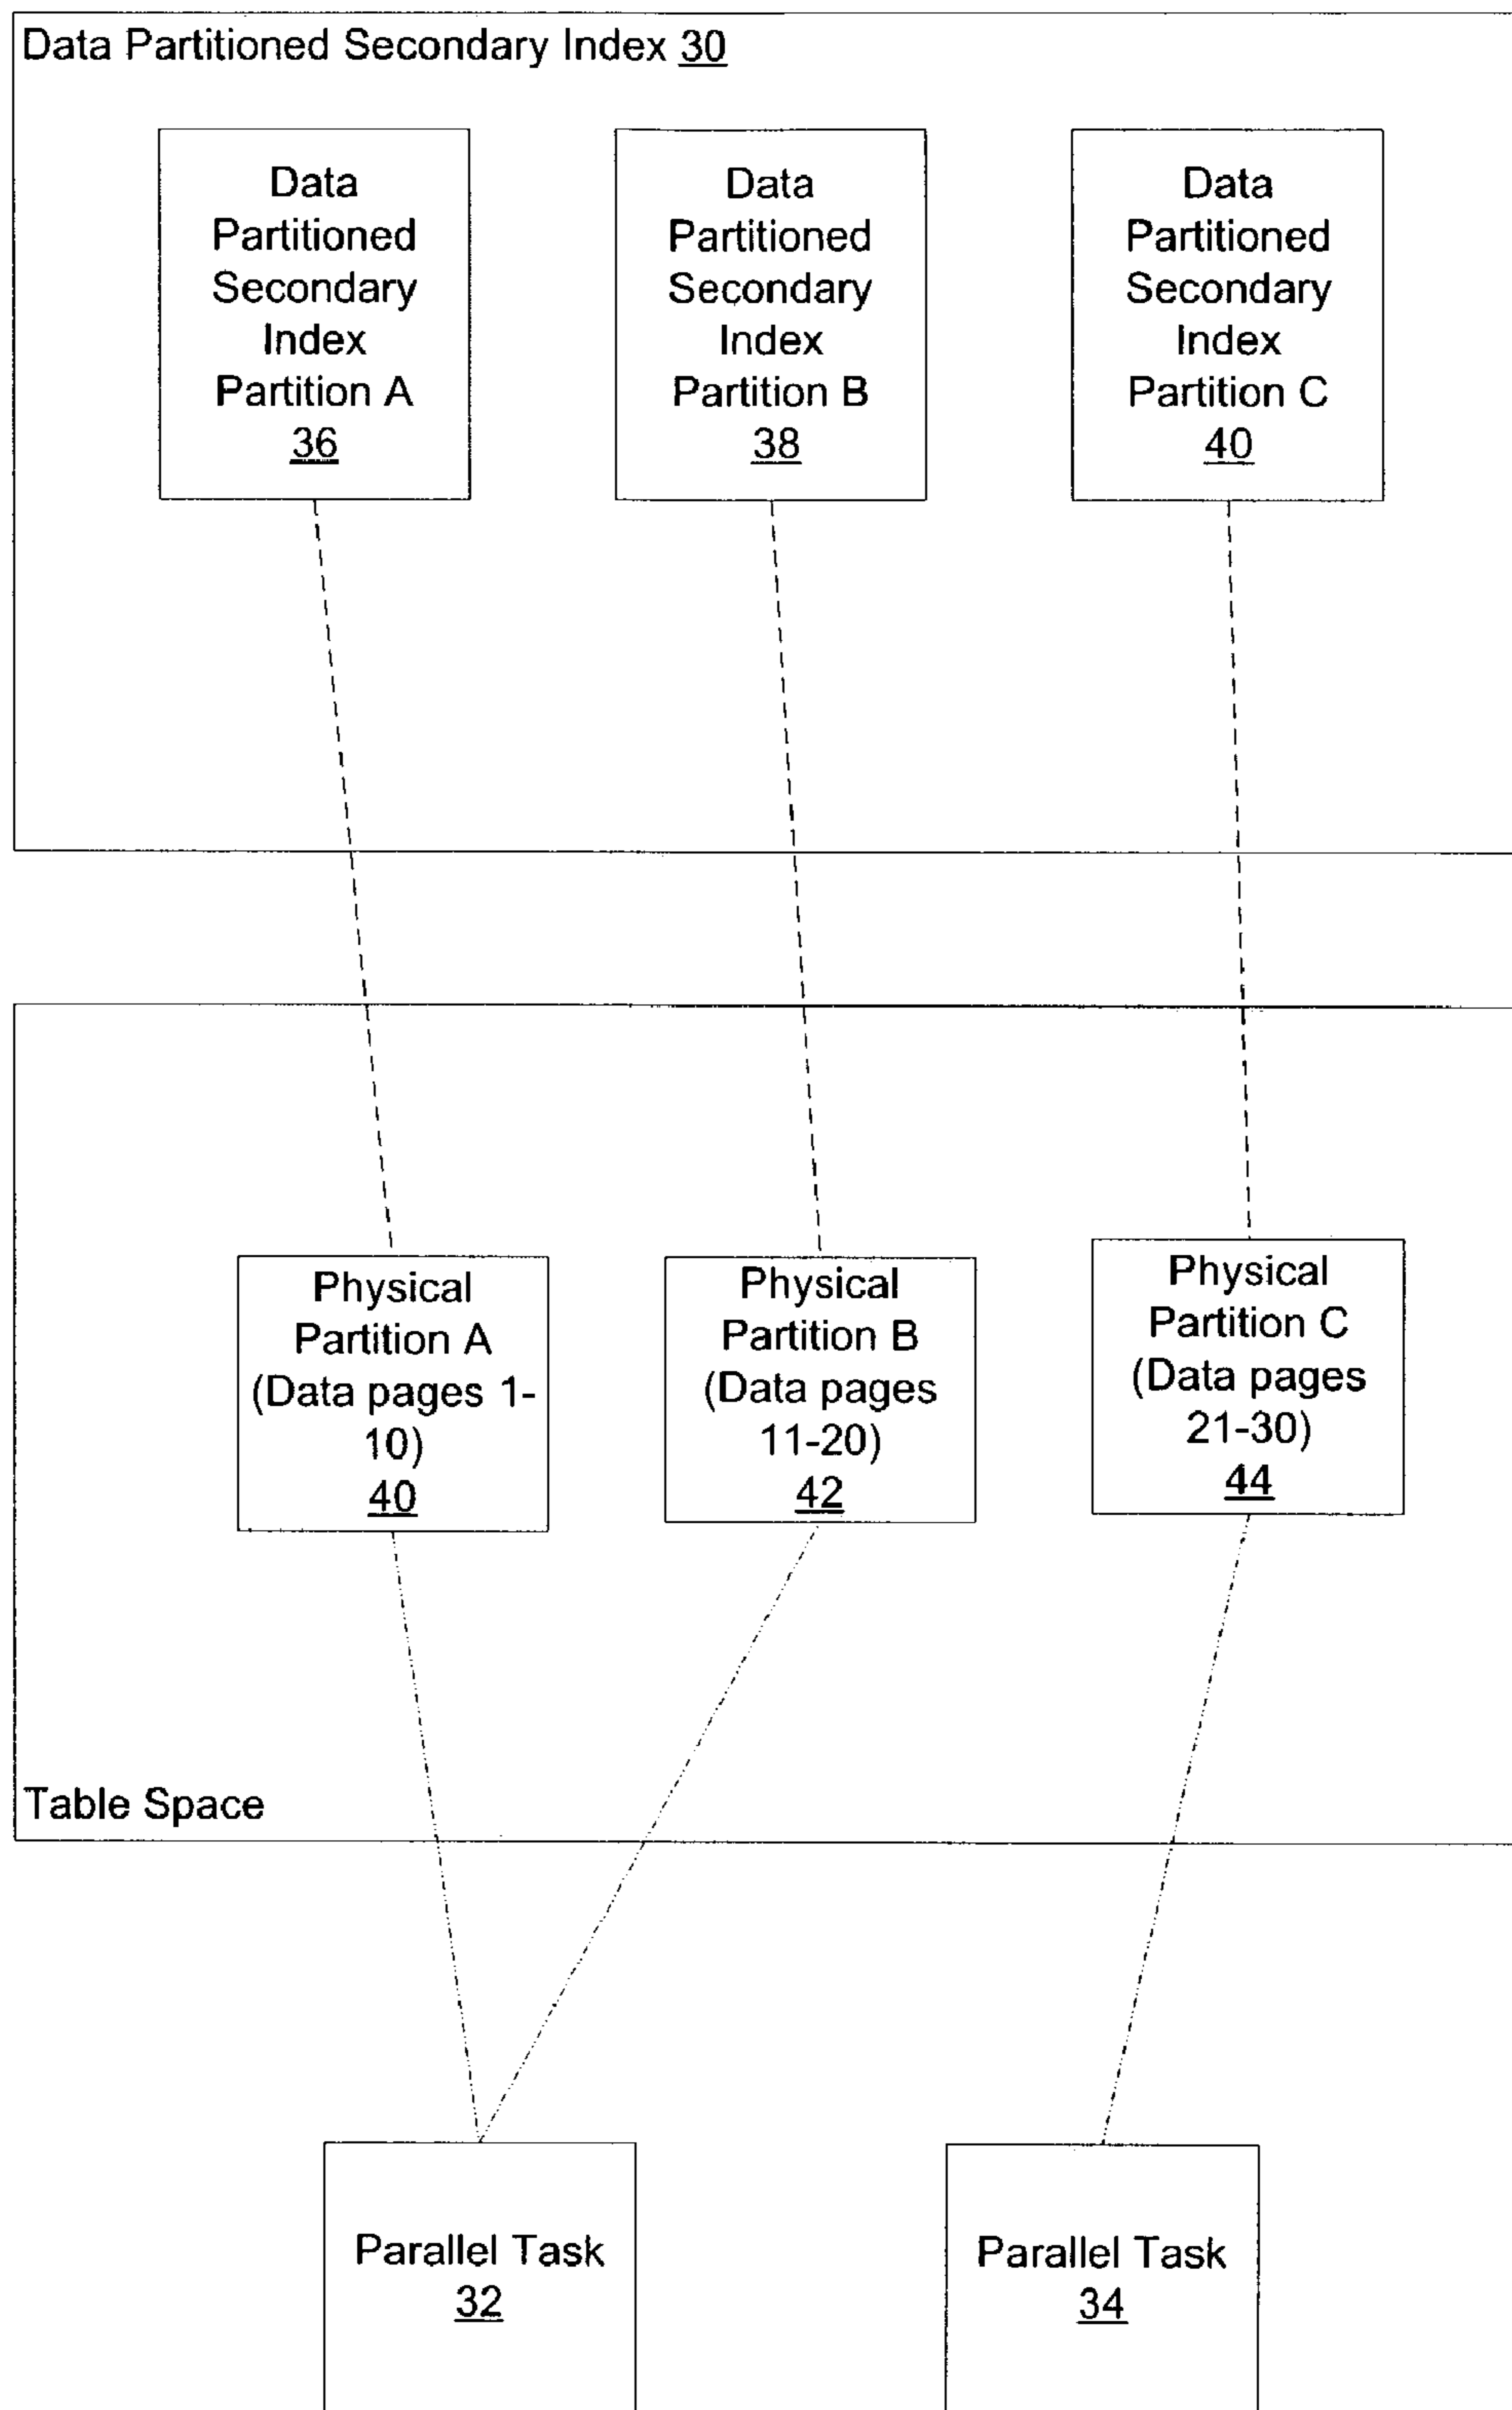 Data Partitioned Secondary Index 30
Data
Partitioned
Secondary
Index
Partition A
36
Data
Partitioned
Secondary
Index
Partition B
38
Data
Partitioned
Secondary
Index
Partition C
40
Physical
Partition A
(Data pages 1-
10)
40
Physical
Partition B
(Data pages
11-20)
42
Physical
Partition C
(Data pages
21-30)
44
Table Space
Parallel Task
32
Parallel Task
34